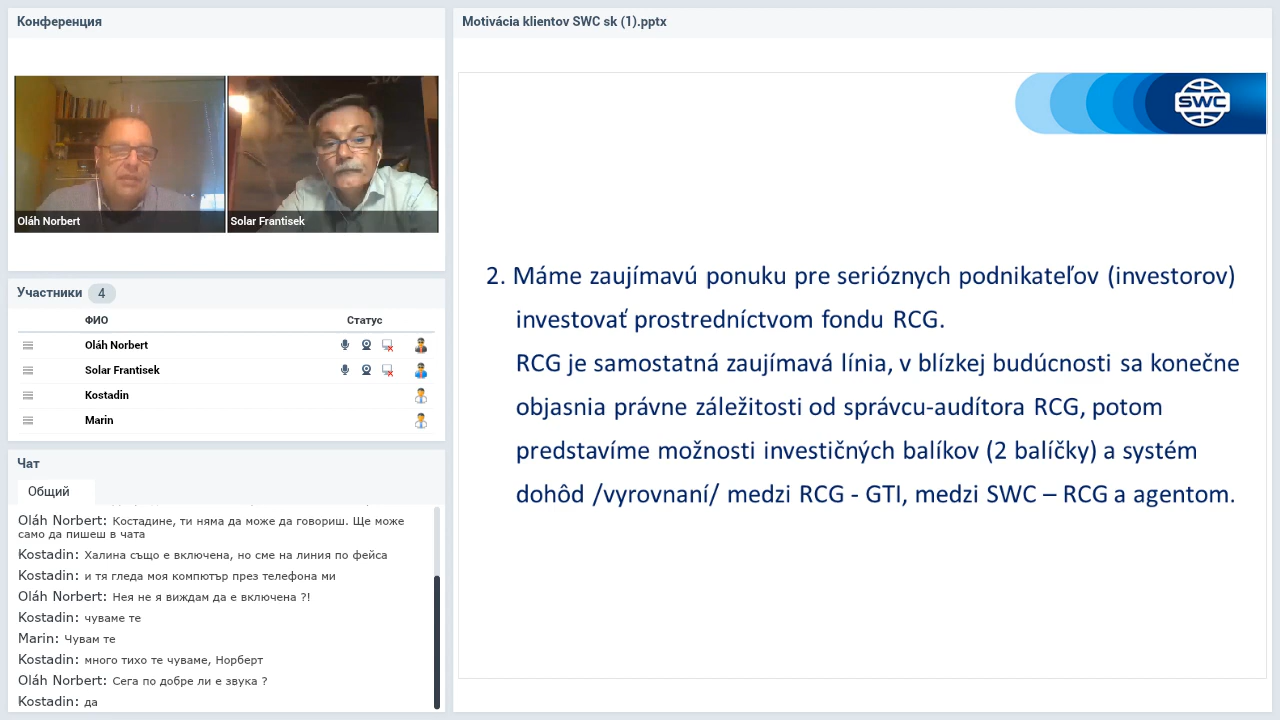 Конференция
Oláh Norbert
Solar Frantisek
Участники 4
ФИО Статус
Oláh Norbert
Solar Frantisek
Kostadin
Marin
Чат
Общий
Oláh Norbert: Костадине, ти няма да може да говориш. Ще може
само да пишеш в чата
Kostadin: Халина също е включена, но сме на линия по фейса
Kostadin: и тя гледа моя компютър през телефона ми
Oláh Norbert: Нея не я виждам да е включена ?!
Kostadin: чуваме те
Marin: Чувам те
Kostadin: много тихо те чуваме, Норберт
Oláh Norbert: Сега по добре ли е звука ?
Kostadin: да
Motivácia klientov SWC sk (1).pptx
SWC
2. Máme zaujímavú ponuku pre serióznych podnikateľov (investorov)
investovať prostredníctvom fondu RCG.
RCG je samostatná zaujímavá línia, v blízkej budúcnosti sa konečne
objasnia právne záležitosti od správcu-audítora RCG, potom
predstavíme možnosti investičných balíkov (2 balíčky) a systém
dohôd /vyrovnaní/ medzi RCG - GTI, medzi SWC – RCG a agentom.